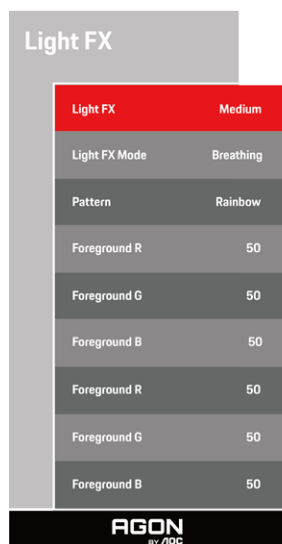 Light FX
Light FX Medium
Light FX Mode Breathing
Pattern Rainbow
Foreground R 50
Foreground G 50
Foreground B 50
Foreground R 50
Foreground G 50
Foreground B 50
AGON
BY AOC